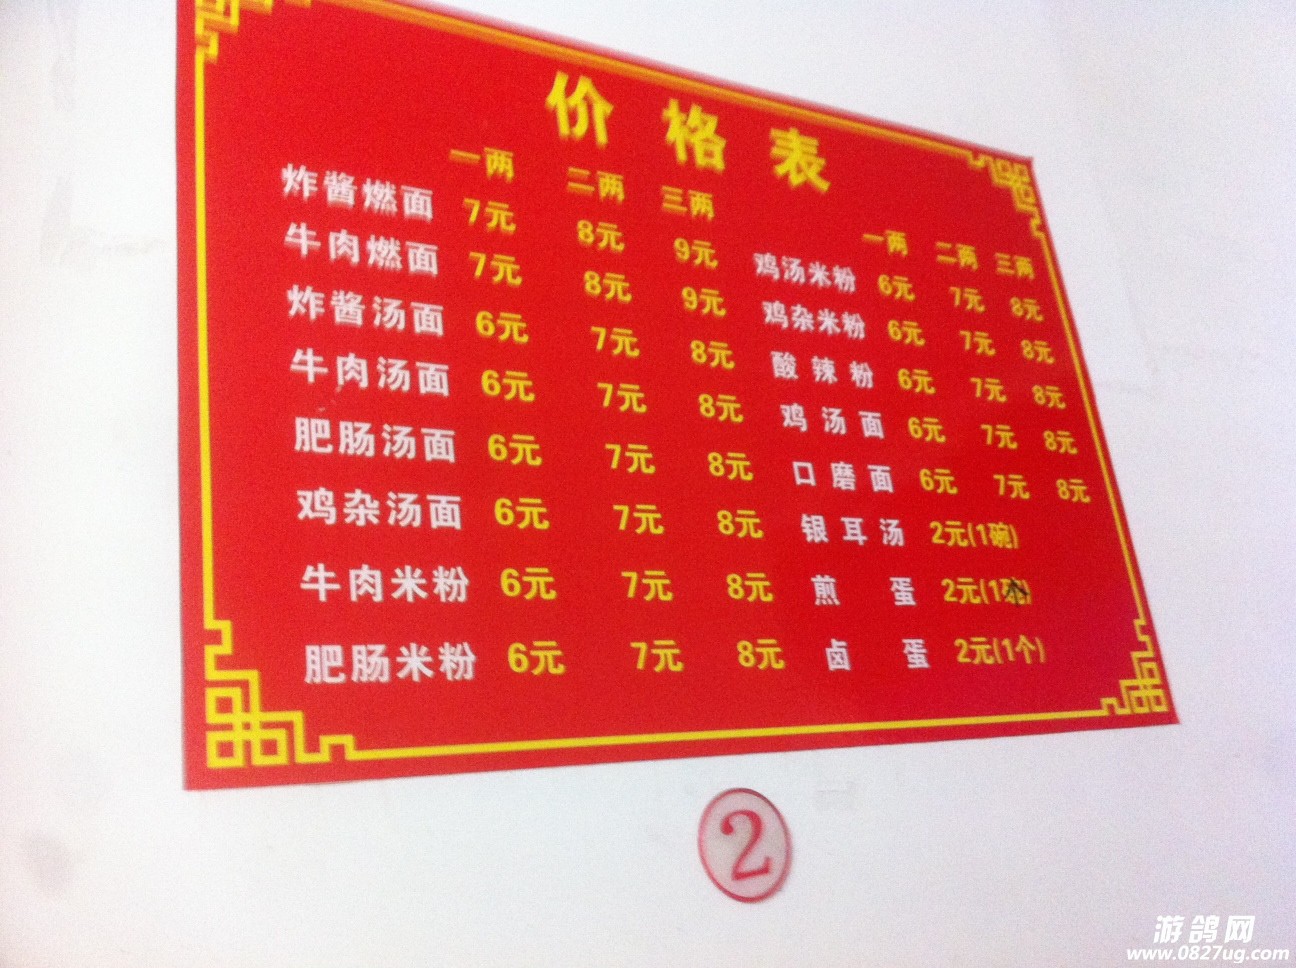 价格表
一两 二两 三两
炸酱燃面 7元 8元 9元
牛肉燃面 7元 8元 9元
炸酱汤面 6元 7元 8元
牛肉汤面 6元 7元 8元
肥肠汤面 6元 7元 8元
鸡杂汤面 6元 7元 8元
牛肉米粉 6元 7元 8元
肥肠米粉 6元 7元 8元
一两 二两 三两
鸡汤米粉 6元 7元 8元
鸡杂米粉 6元 7元 8元
酸辣粉 6元 7元 8元
鸡汤面 6元 7元 8元
口磨面 6元 7元 8元
银耳汤 2元(1碗)
煎蛋 2元(1个)
卤蛋 2元(1个)
2
游鸽网
www.0827ug.com